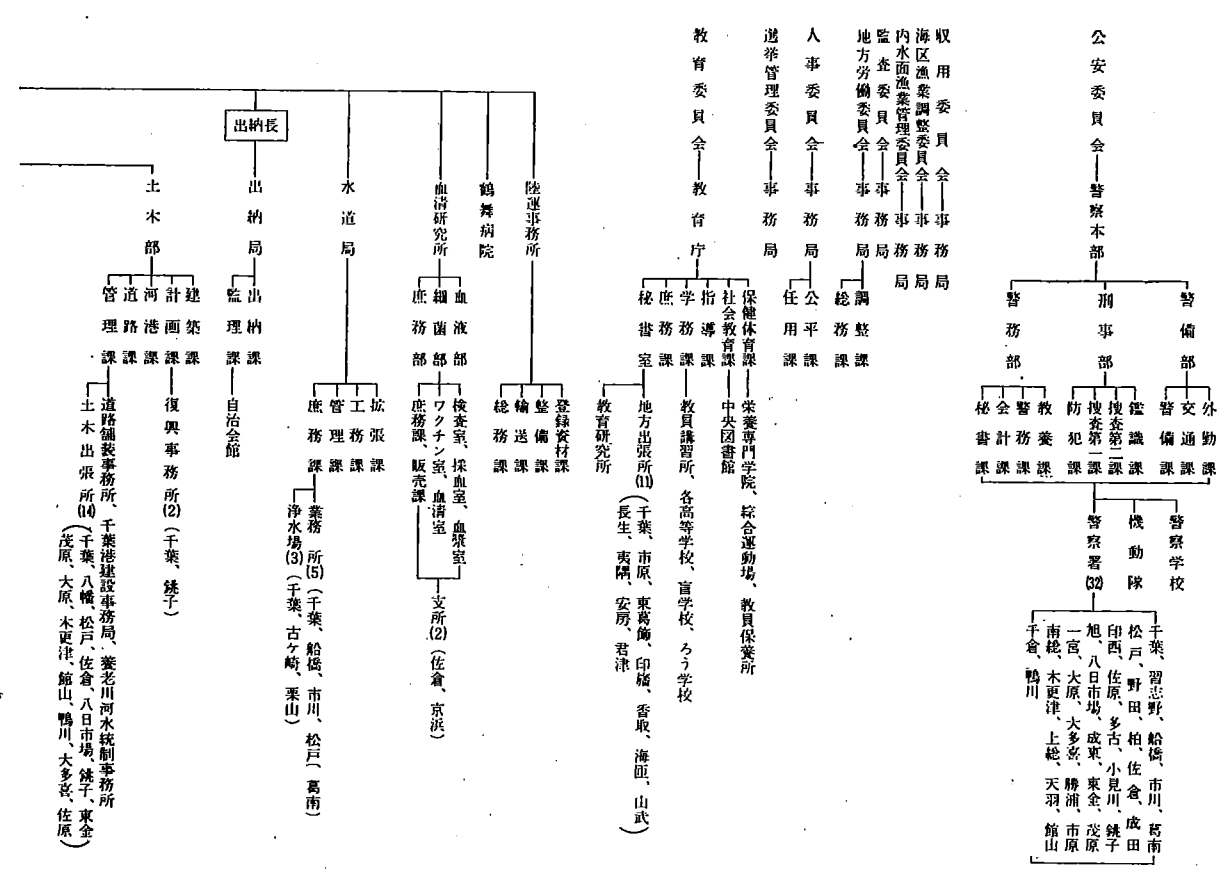 公安委員会
警察本部
警備部
刑事部
警務部
外勤課
交通課
警備課
鑑識課
捜査第二課
捜査第一課
防犯課
教養課
警務課
会計課
秘書課
警察学校
機動隊
警察署(32)
千葉、習志野、船橋、市川、葛南
松戸、野田、柏、佐倉、成田
印西、佐原、多古、小見川、銚子
旭、八日市場、成東、東金、茂原
一宮、大原、大多喜、勝浦、市原
南総、木更津、上総、天羽、館山
千倉、鴨川
収用委員会
事務局
海区漁業調整委員会
事務局
内水面漁業管理委員会
事務局
監査委員会
事務局
地方労働委員会
事務局
調整課
総務課
人事委員会
事務局
公平課
任用課
選挙管理委員会
事務局
教育委員会
教育庁
保健体育課
栄養専門学院、綜合運動場、教員保養所
社会教育課
中央図書館
指導課
学務課
教員講習所、各高等学校、盲学校、ろう学校
庶務課
秘書室
地方出張所(11)(千葉、市原、東葛飾、印旛、香取、海匝、山武
長生、夷隅、安房、君津)
教育研究所
陸運事務所
登録資材課
整備課
輸送課
総務課
鶴舞病院
血清研究所
血液部
検査室、採血室、血漿室
細菌部
ワクチン室、血清室
庶務部
庶務課、販売課
支所(2)(佐倉、京浜)
水道局
拡張課
工務課
管理課
庶務課
業務所(5)(千葉、船橋、市川、松戸、葛南)
浄水場(3)(千葉、古ケ崎、栗山)
出納長
出納局
出納課
監理課
自治会館
土木部
建築課
計画課
復興事務所(2)(千葉、銚子)
河港課
道路課
管理課
道路舗装事務所、千葉港建設事務局、養老川河水統制事務所
土木出張所(14)(千葉、八幡、松戸、佐倉、八日市場、銚子、東金
茂原、大原、木更津、館山、鴨川、大多喜、佐原)